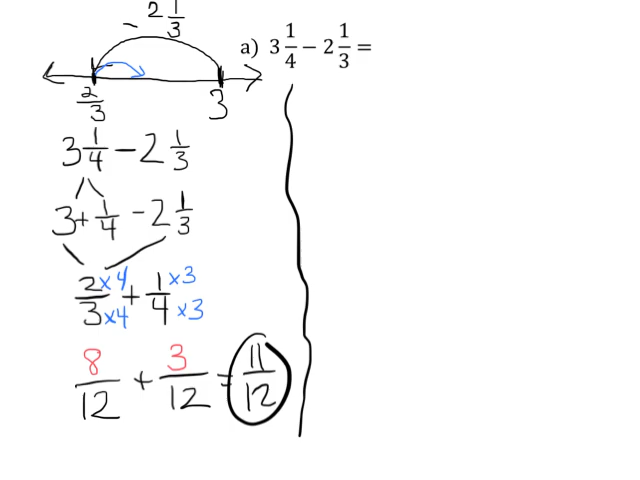 - 2 1/3
a) 3 1/4 − 2 1/3 =
2/3 3
3 1/4 − 2 1/3
3 + 1/4 − 2 1/3
2/3 ×4 ×4 + 1/4 ×3 ×3
8/12 + 3/12 = 11/12